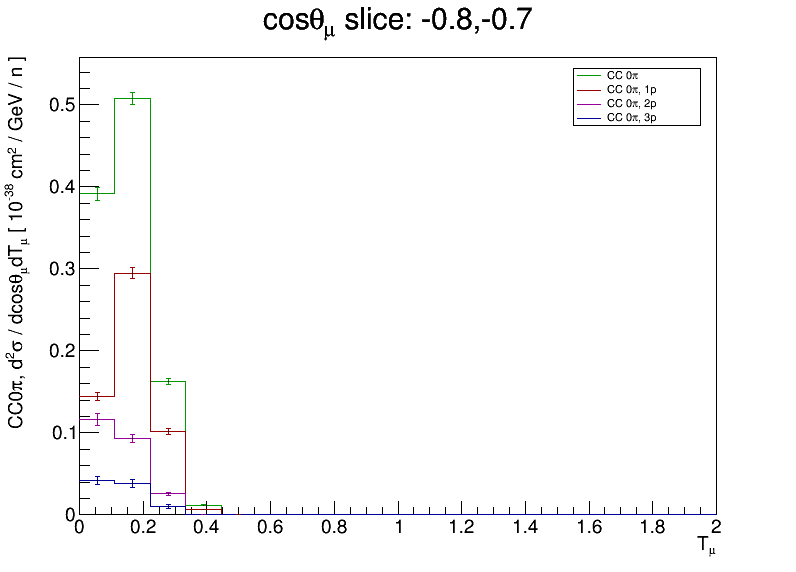 cosθμ slice: -0.8,-0.7
CC0π, d²σ / dcosθμdTμ [ 10⁻³⁸ cm² / GeV / n ]
CC 0π
CC 0π, 1p
CC 0π, 2p
CC 0π, 3p
0.5
0.4
0.3
0.2
0.1
0
0 0.2 0.4 0.6 0.8 1 1.2 1.4 1.6 1.8 2
Tμ